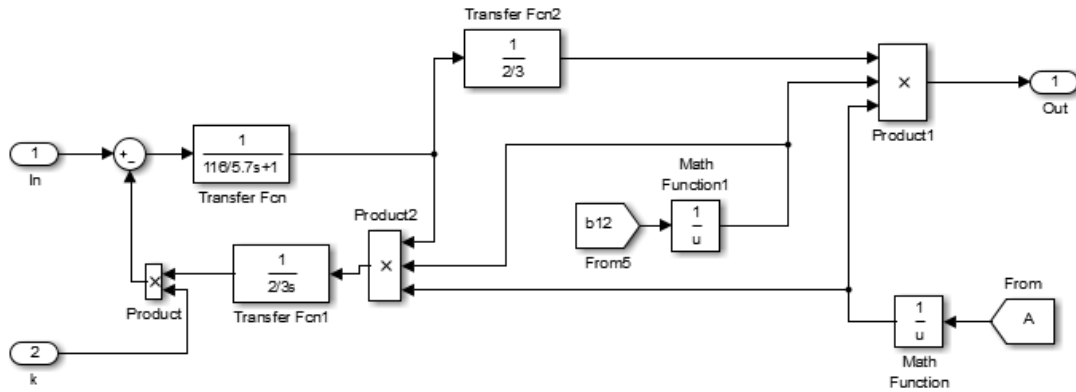 Transfer Fcn2
1
2/3
×
Product1
1
Out
1
In
+
−
1
116/5.7s+1
Transfer Fcn
Math
Function1
b12
From5
1
u
Product2
×
1
2/3s
Transfer Fcn1
×
Product
2
k
From
A
1
u
Math
Function